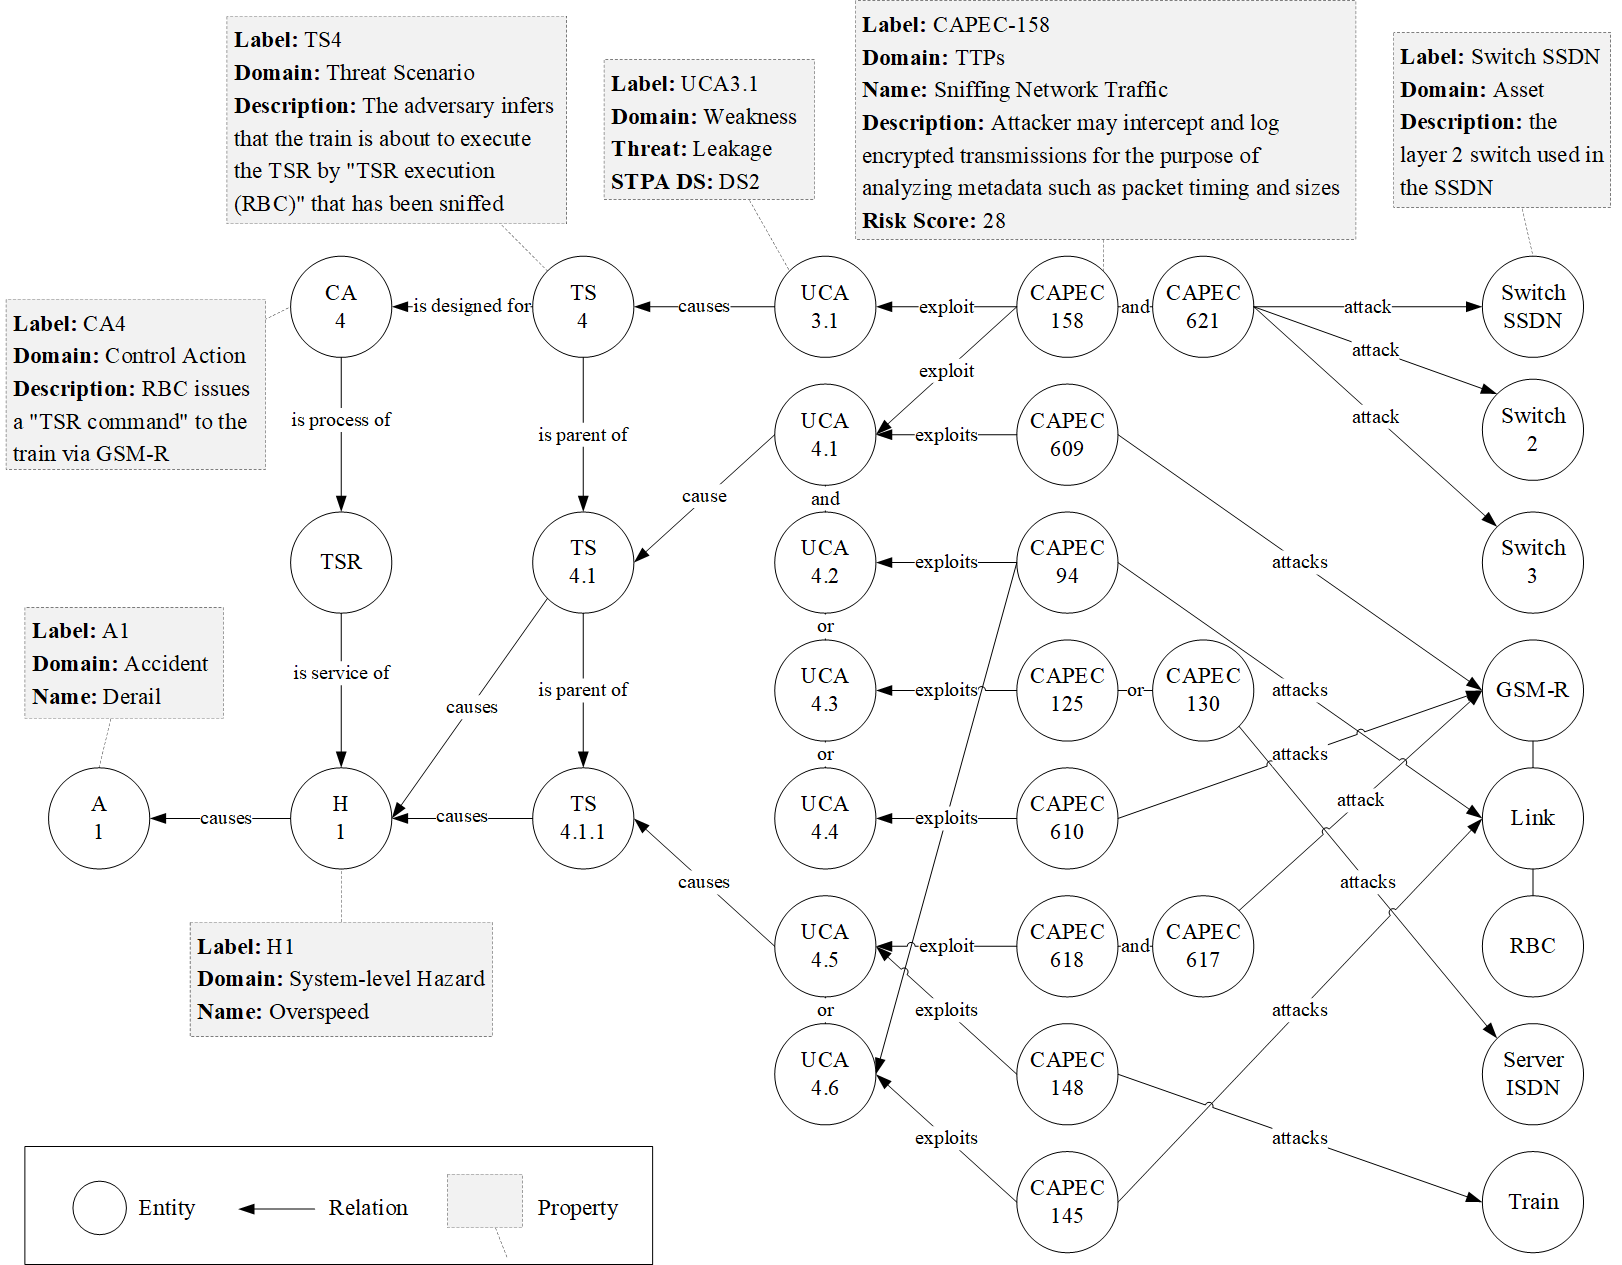 Label: TS4
Domain: Threat Scenario
Description: The adversary infers
that the train is about to execute
the TSR by "TSR execution
(RBC)" that has been sniffed
Label: UCA3.1
Domain: Weakness
Threat: Leakage
STPA DS: DS2
Label: CAPEC-158
Domain: TTPs
Name: Sniffing Network Traffic
Description: Attacker may intercept and log
encrypted transmissions for the purpose of
analyzing metadata such as packet timing and sizes
Risk Score: 28
Label: Switch SSDN
Domain: Asset
Description: the
layer 2 switch used in
the SSDN
Label: CA4
Domain: Control Action
Description: RBC issues
a "TSR command" to the
train via GSM-R
CA
4
is designed for
TS
4
causes
UCA
3.1
exploit
CAPEC
158
and
CAPEC
621
attack
Switch
SSDN
attack
exploit
attack
is process of
is parent of
UCA
4.1
exploits
CAPEC
609
Switch
2
cause
and
TSR
TS
4.1
UCA
4.2
exploits
CAPEC
94
attacks
Switch
3
or
Label: A1
Domain: Accident
Name: Derail
is service of
is parent of
causes
UCA
4.3
exploits
CAPEC
125
or
CAPEC
130
attacks
GSM-R
or
attacks
attack
A
1
causes
H
1
causes
TS
4.1.1
UCA
4.4
exploits
CAPEC
610
Link
causes
attacks
Label: H1
Domain: System-level Hazard
Name: Overspeed
UCA
4.5
exploit
CAPEC
618
and
CAPEC
617
RBC
or
exploits
attacks
UCA
4.6
CAPEC
148
Server
ISDN
exploits
attacks
CAPEC
145
Train
Entity
Relation
Property